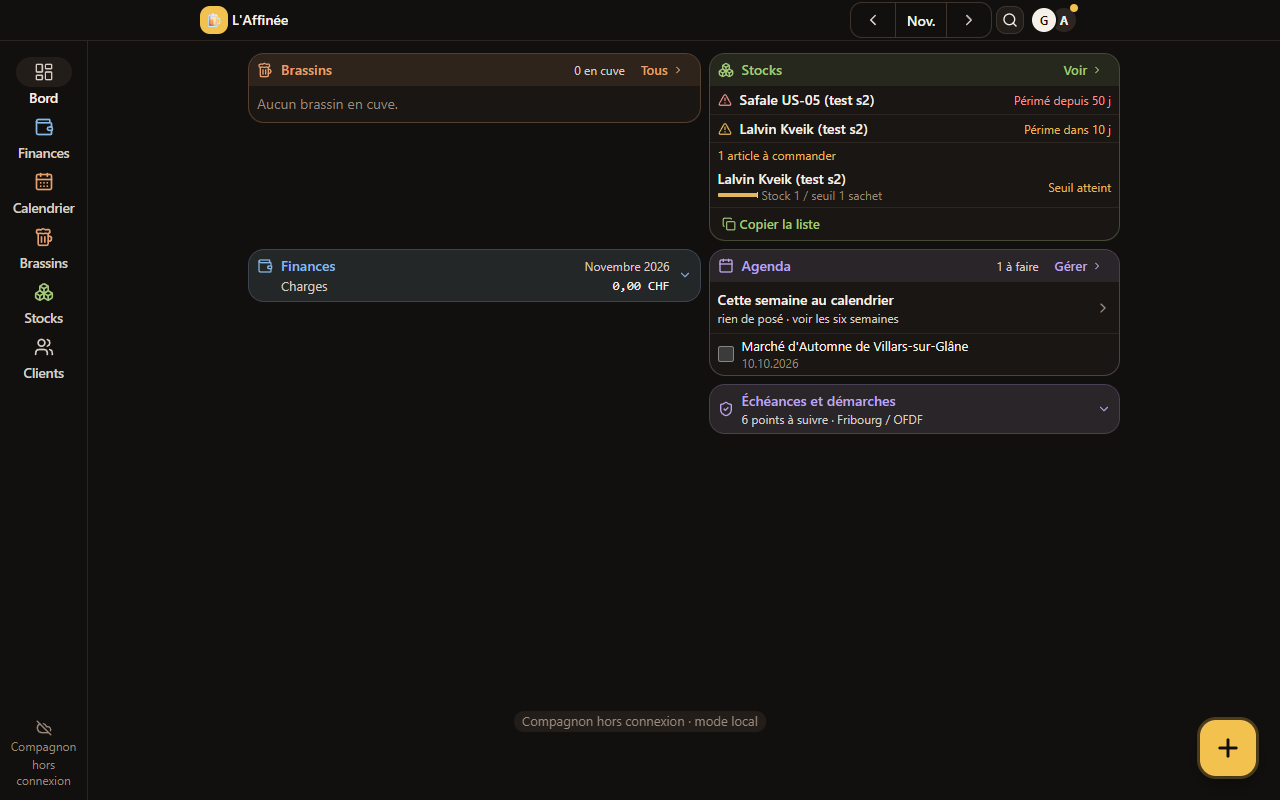 L'Affinée
Nov.
G
A
Bord
Finances
Calendrier
Brassins
Stocks
Clients
Compagnon
hors
connexion
Brassins
0 en cuve
Tous
Aucun brassin en cuve.
Stocks
Voir
Safale US-05 (test s2)
Périmé depuis 50 j
Lalvin Kveik (test s2)
Périme dans 10 j
1 article à commander
Lalvin Kveik (test s2)
Stock 1 / seuil 1 sachet
Seuil atteint
Copier la liste
Finances
Novembre 2026
Charges
0,00 CHF
Agenda
1 à faire
Gérer
Cette semaine au calendrier
rien de posé · voir les six semaines
Marché d'Automne de Villars-sur-Glâne
10.10.2026
Échéances et démarches
6 points à suivre · Fribourg / OFDF
Compagnon hors connexion · mode local